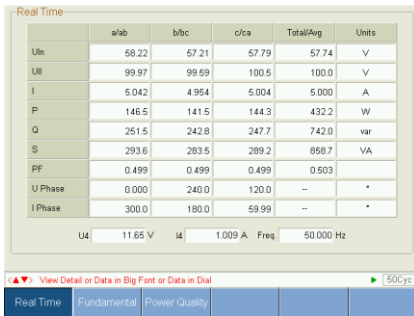 Real Time
a/ab b/bc c/ca Total/Avg Units
Uln 58.22 57.21 57.79 57.74 V
Ull 99.97 99.59 100.5 100.0 V
I 5.042 4.954 5.004 5.000 A
P 146.5 141.5 144.3 432.2 W
Q 251.5 242.8 247.7 742.0 var
S 293.6 283.5 289.2 858.7 VA
PF 0.499 0.499 0.499 0.503
U Phase 0.000 240.0 120.0 -- °
I Phase 300.0 180.0 59.99 -- °
U4 11.65 V I4 1.009 A Freq. 50.000 Hz
<▲▼> View Detail or Data in Big Font or Data in Dial ► 50Cyc
Real Time Fundamental Power Quality